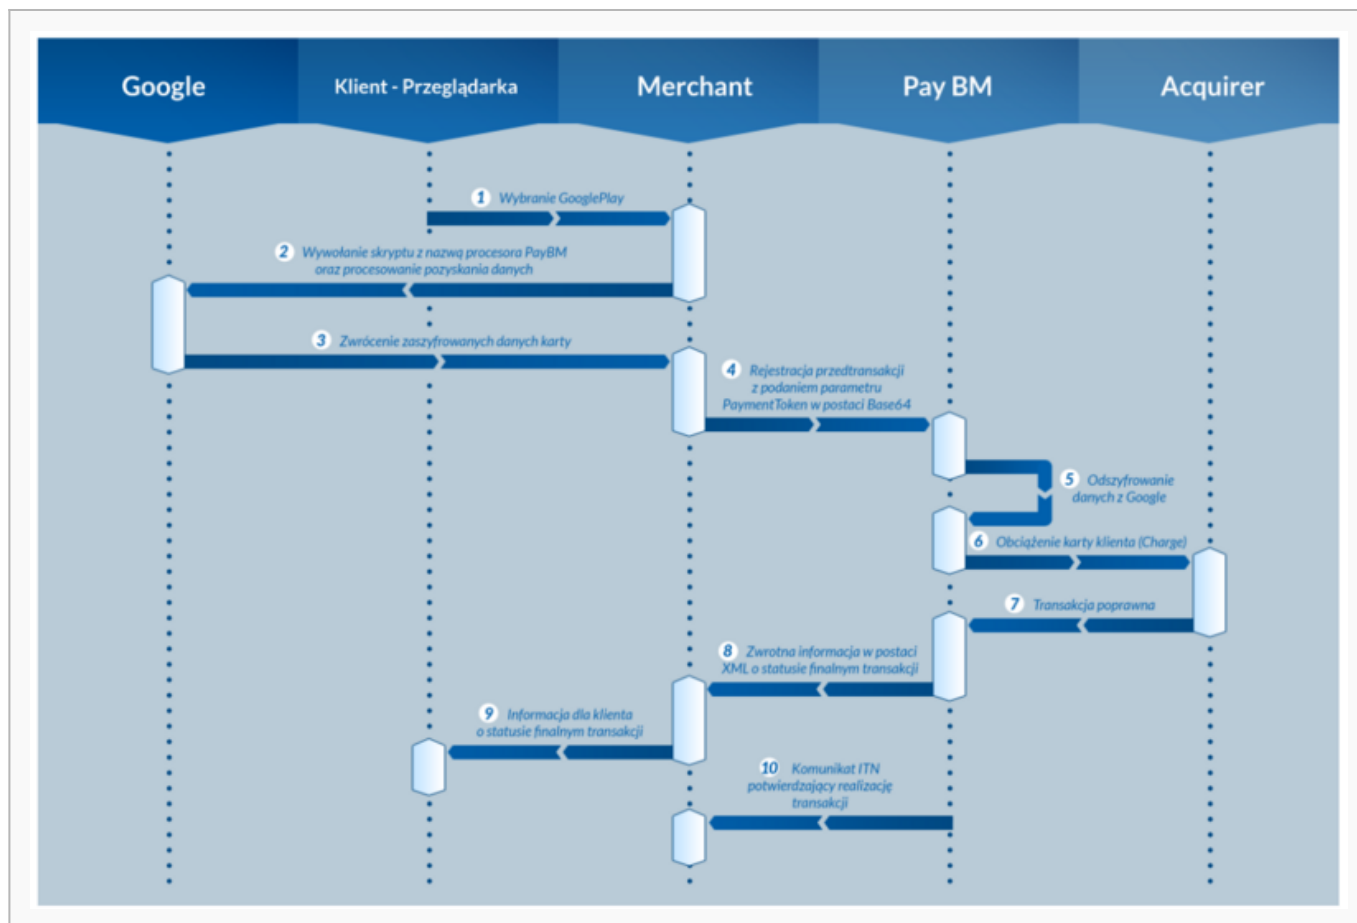 Google
Klient - Przeglądarka
Merchant
Pay BM
Acquirer
1 Wybranie GooglePlay
2 Wywołanie skryptu z nazwą procesora PayBM
oraz procesowanie pozyskania danych
3 Zwrócenie zaszyfrowanych danych karty
4 Rejestracja przedtransakcji
z podaniem parametru
PaymentToken w postaci Base64
5 Odszyfrowanie
danych z Google
6 Obciążenie karty klienta (Charge)
7 Transakcja poprawna
8 Zwrotna informacja w postaci
XML o statusie finalnym transakcji
9 Informacja dla klienta
o statusie finalnym transakcji
10 Komunikat ITN
potwierdzający realizację
transakcji